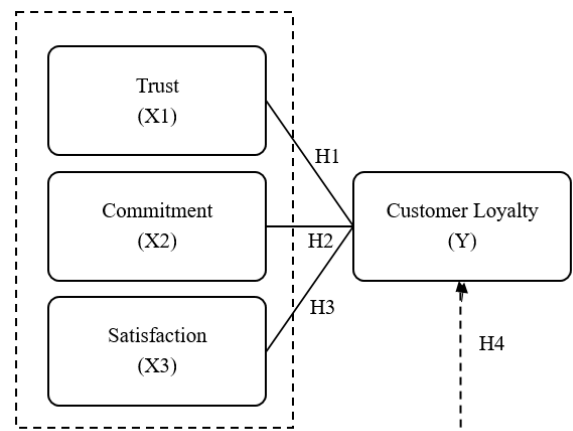 Trust
(X1)
H1
Commitment
(X2)
H2
Customer Loyalty
(Y)
Satisfaction
(X3)
H3
H4